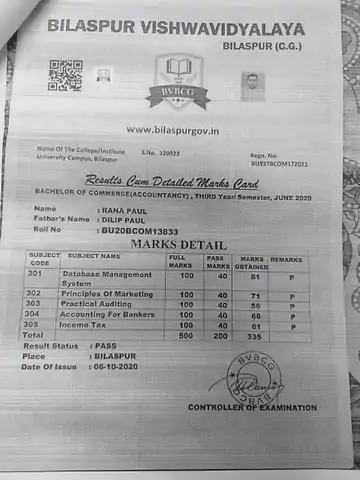 BILASPUR VISHWAVIDYALAYA
BILASPUR (C.G.)
BVBCG
www.bilaspurgov.in
Name Of The College/Institute S.No. 120923 Regn. No.
University Campus, Bilaspur BU9378COM172021
Results Cum Detailed Marks Card
BACHELOR OF COMMERCE(ACCOUNTANCY) , THIRD Year/ Semester, JUNE 2020
Name : RANA PAUL
Father's Name : DILIP PAUL
Roll No : BU20BCOM13833
MARKS DETAIL
SUBJECT CODE SUBJECT NAME FULL MARKS PASS MARKS MARKS OBTAINED REMARKS
301 Database Management System 100 40 81 P
302 Principles Of Marketing 100 40 71 P
303 Practical Auditing 100 40 56 P
304 Accounting For Bankers 100 40 66 P
305 Income Tax 100 40 61 P
Total 500 200 335
Result Status : PASS
Place : BILASPUR
Date Of Issue : 06-10-2020
BVBCG
BVBCG
CONTROLLER OF EXAMINATION